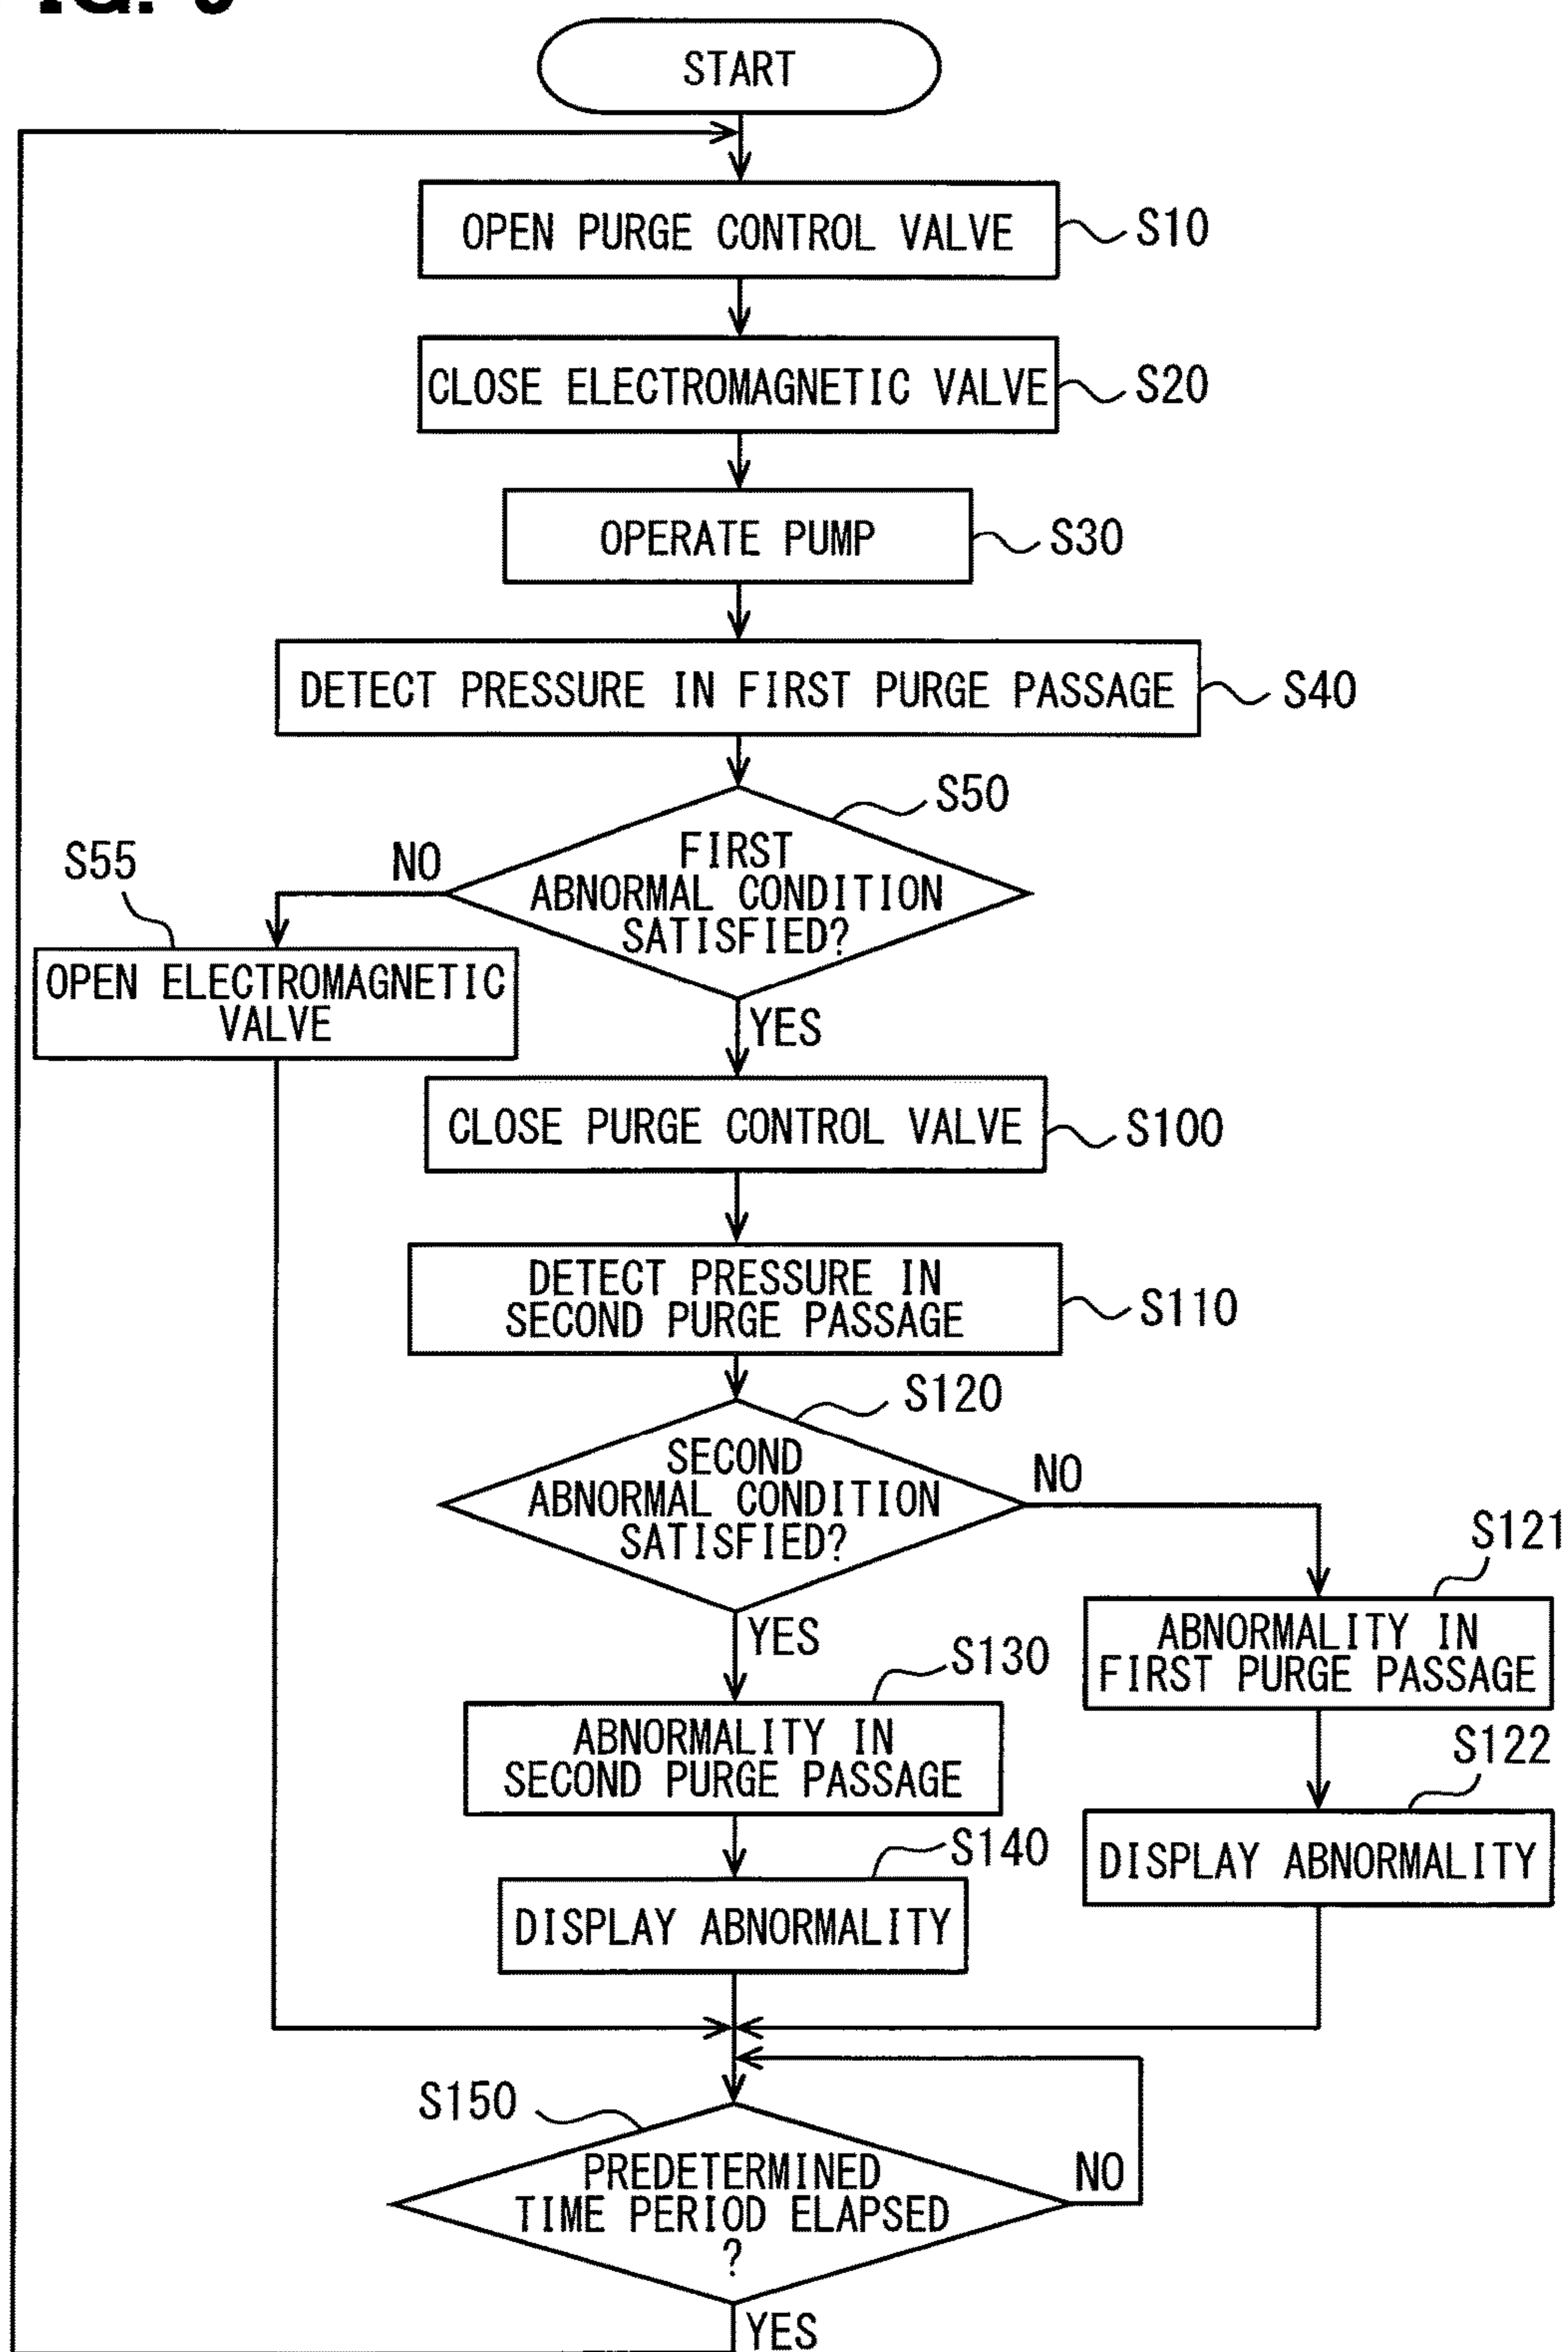 FIG.
START
OPEN PURGE CONTROL VALVE
S10
CLOSE ELECTROMAGNETIC VALVE
S20
OPERATE PUMP
S30
DETECT PRESSURE IN FIRST PURGE PASSAGE
S40
S50
FIRST
ABNORMAL CONDITION
SATISFIED?
NO
S55
OPEN ELECTROMAGNETIC
VALVE
YES
CLOSE PURGE CONTROL VALVE
S100
DETECT PRESSURE IN
SECOND PURGE PASSAGE
S110
S120
SECOND
ABNORMAL CONDITION
SATISFIED?
NO
S121
ABNORMALITY IN
FIRST PURGE PASSAGE
S122
DISPLAY ABNORMALITY
YES
S130
ABNORMALITY IN
SECOND PURGE PASSAGE
S140
DISPLAY ABNORMALITY
S150
PREDETERMINED
TIME PERIOD ELAPSED
?
NO
YES